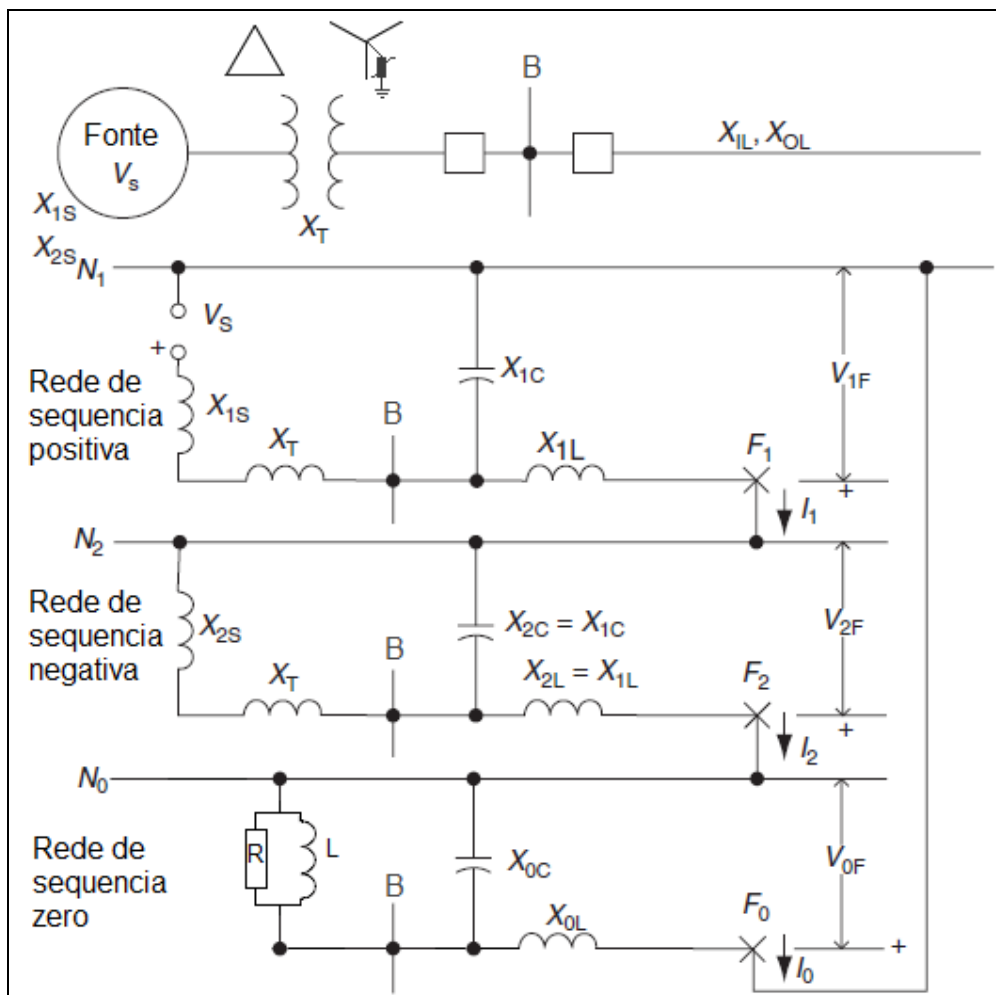 B
Fonte
Vs
X1S
X2S
XT
XIL, XOL
N1
VS
+
Rede de
sequencia
positiva
X1S
XT
B
X1C
X1L
F1
V1F
+
I1
N2
Rede de
sequencia
negativa
X2S
XT
B
X2C = X1C
X2L = X1L
F2
V2F
+
I2
N0
Rede de
sequencia
zero
R
L
B
X0C
X0L
F0
V0F
+
I0